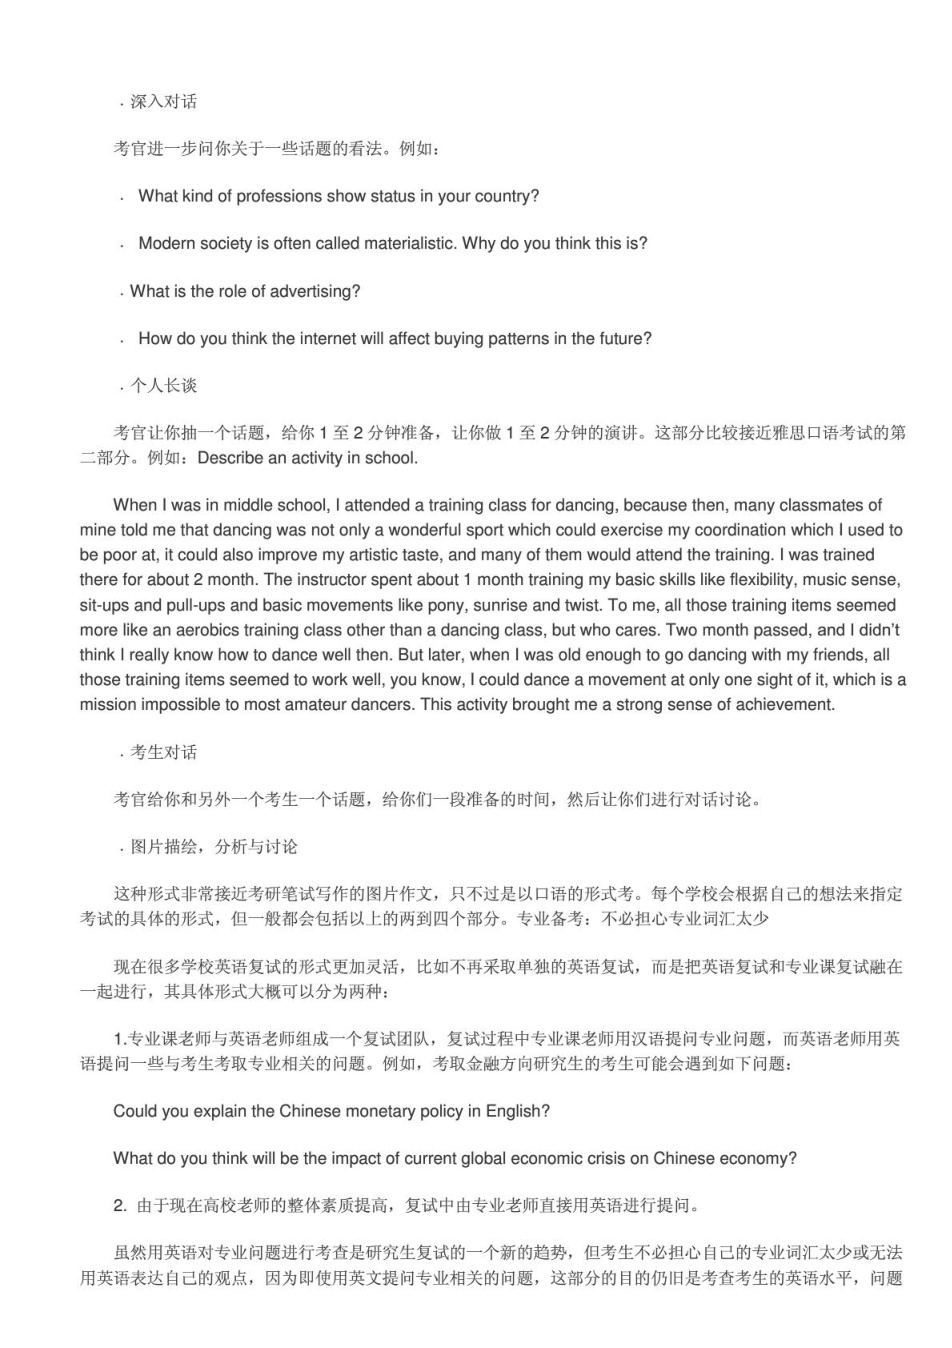 . 深入对话
考官进一步问你关于一些话题的看法。例如：
. What kind of professions show status in your country?
. Modern society is often called materialistic. Why do you think this is?
. What is the role of advertising?
. How do you think the internet will affect buying patterns in the future?
. 个人长谈
考官让你抽一个话题，给你 1 至 2 分钟准备，让你做 1 至 2 分钟的演讲。这部分比较接近雅思口语考试的第
二部分。例如：Describe an activity in school.
When I was in middle school, I attended a training class for dancing, because then, many classmates of
mine told me that dancing was not only a wonderful sport which could exercise my coordination which I used to
be poor at, it could also improve my artistic taste, and many of them would attend the training. I was trained
there for about 2 month. The instructor spent about 1 month training my basic skills like flexibility, music sense,
sit-ups and pull-ups and basic movements like pony, sunrise and twist. To me, all those training items seemed
more like an aerobics training class other than a dancing class, but who cares. Two month passed, and I didn’t
think I really know how to dance well then. But later, when I was old enough to go dancing with my friends, all
those training items seemed to work well, you know, I could dance a movement at only one sight of it, which is a
mission impossible to most amateur dancers. This activity brought me a strong sense of achievement.
. 考生对话
考官给你和另外一个考生一个话题，给你们一段准备的时间，然后让你们进行对话讨论。
. 图片描绘，分析与讨论
这种形式非常接近考研笔试写作的图片作文，只不过是以口语的形式考。每个学校会根据自己的想法来指定
考试的具体的形式，但一般都会包括以上的两到四个部分。专业备考：不必担心专业词汇太少
现在很多学校英语复试的形式更加灵活，比如不再采取单独的英语复试，而是把英语复试和专业课复试融在
一起进行，其具体形式大概可以分为两种：
1.专业课老师与英语老师组成一个复试团队，复试过程中专业课老师用汉语提问专业问题，而英语老师用英
语提问一些与考生考取专业相关的问题。例如，考取金融方向研究生的考生可能会遇到如下问题：
Could you explain the Chinese monetary policy in English?
What do you think will be the impact of current global economic crisis on Chinese economy?
2. 由于现在高校老师的整体素质提高，复试中由专业老师直接用英语进行提问。
虽然用英语对专业问题进行考查是研究生复试的一个新的趋势，但考生不必担心自己的专业词汇太少或无法
用英语表达自己的观点，因为即使用英文提问专业相关的问题，这部分的目的仍旧是考查考生的英语水平，问题